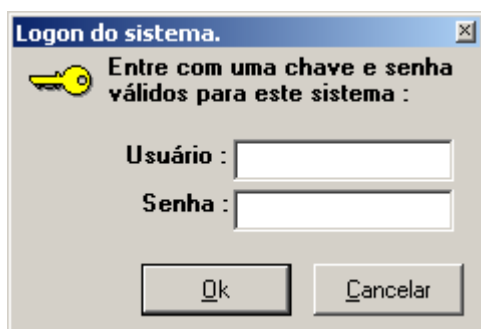 Logon do sistema.
Entre com uma chave e senha
válidos para este sistema :
Usuário :
Senha :
Ok
Cancelar